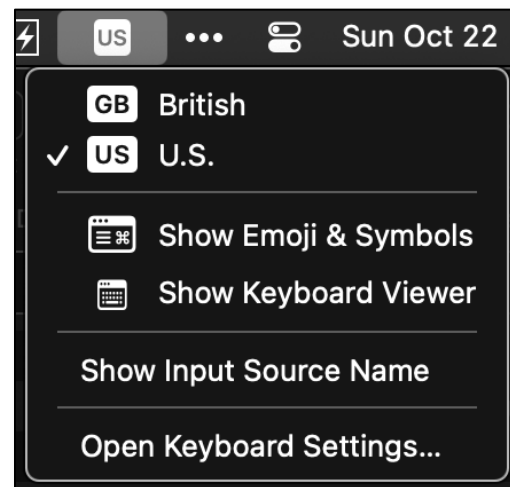 US ••• Sun Oct 22
GB British
✓ US U.S.
Show Emoji & Symbols
Show Keyboard Viewer
Show Input Source Name
Open Keyboard Settings...